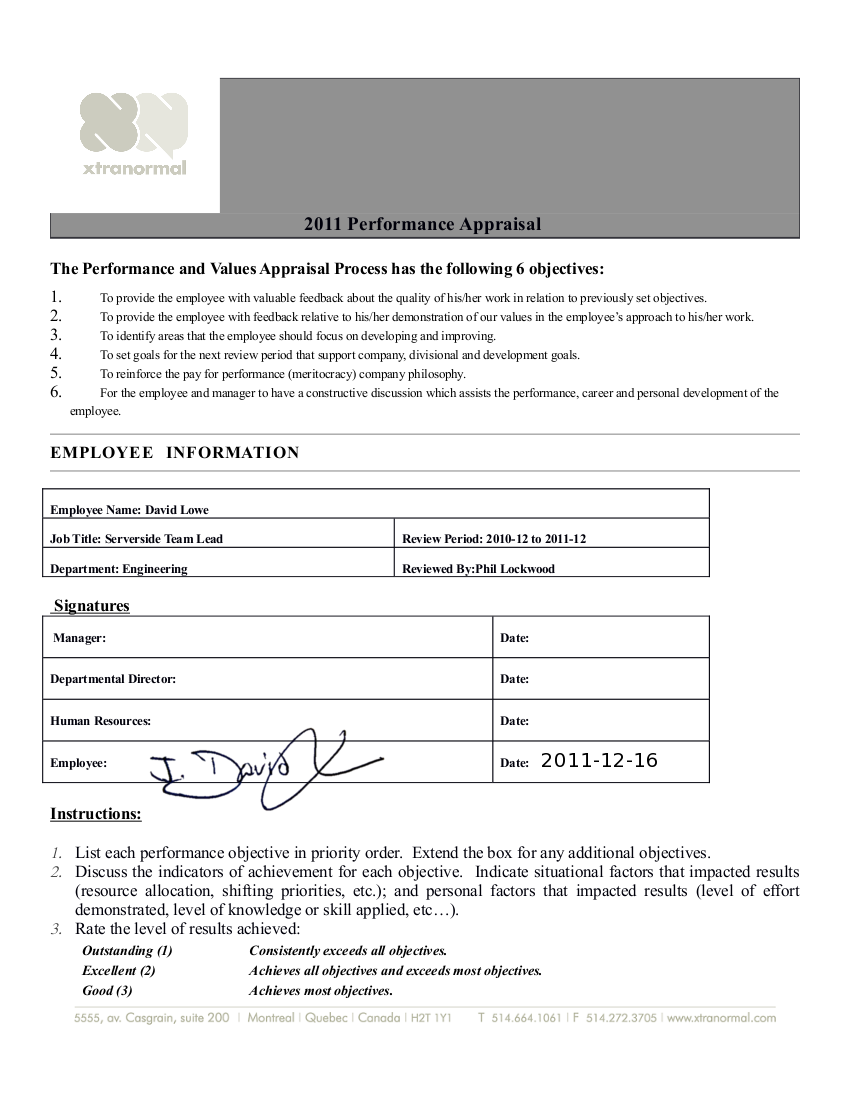 xtranormal
2011 Performance Appraisal
The Performance and Values Appraisal Process has the following 6 objectives:
1. To provide the employee with valuable feedback about the quality of his/her work in relation to previously set objectives.
2. To provide the employee with feedback relative to his/her demonstration of our values in the employee’s approach to his/her work.
3. To identify areas that the employee should focus on developing and improving.
4. To set goals for the next review period that support company, divisional and development goals.
5. To reinforce the pay for performance (meritocracy) company philosophy.
6. For the employee and manager to have a constructive discussion which assists the performance, career and personal development of the
employee.
EMPLOYEE INFORMATION
Employee Name: David Lowe
Job Title: Serverside Team Lead
Review Period: 2010-12 to 2011-12
Department: Engineering
Reviewed By:Phil Lockwood
Signatures
Manager:
Date:
Departmental Director:
Date:
Human Resources:
Date:
Employee: J. David
Date: 2011-12-16
Instructions:
1. List each performance objective in priority order. Extend the box for any additional objectives.
2. Discuss the indicators of achievement for each objective. Indicate situational factors that impacted results
(resource allocation, shifting priorities, etc.); and personal factors that impacted results (level of effort
demonstrated, level of knowledge or skill applied, etc…).
3. Rate the level of results achieved:
Outstanding (1) Consistently exceeds all objectives.
Excellent (2) Achieves all objectives and exceeds most objectives.
Good (3) Achieves most objectives.
5555, av. Casgrain, suite 200 | Montreal | Quebec | Canada | H2T 1Y1 T 514.664.1061 | F 514.272.3705 | www.xtranormal.com